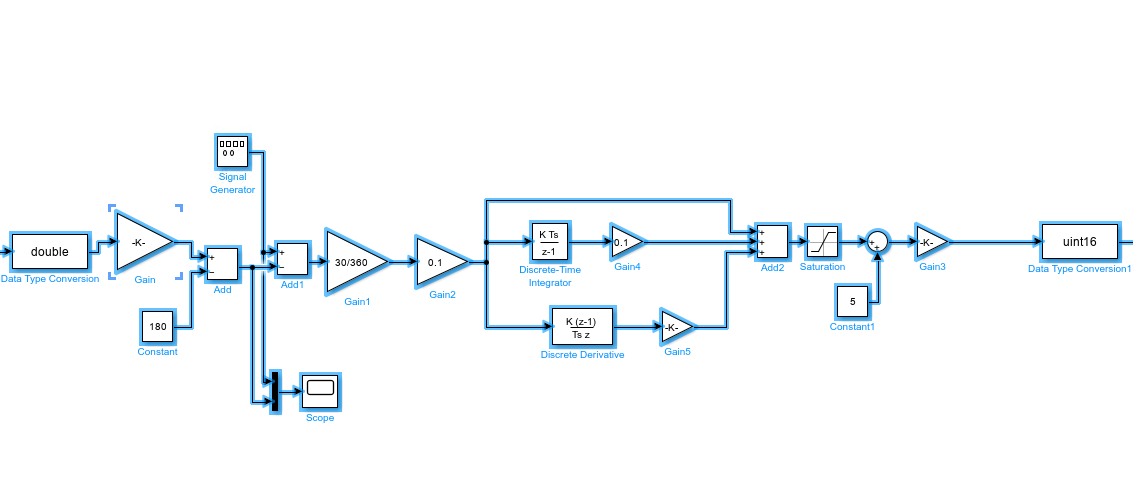 Signal
Generator
double
Data Type Conversion
-K-
Gain
+
−
Add
180
Constant
+
−
Add1
30/360
Gain1
0.1
Gain2
K Ts
z-1
Discrete-Time
Integrator
0.1
Gain4
K (z-1)
Ts z
Discrete Derivative
-K-
Gain5
+
+
+
Add2
Saturation
+
+
5
Constant1
-K-
Gain3
uint16
Data Type Conversion1
Scope